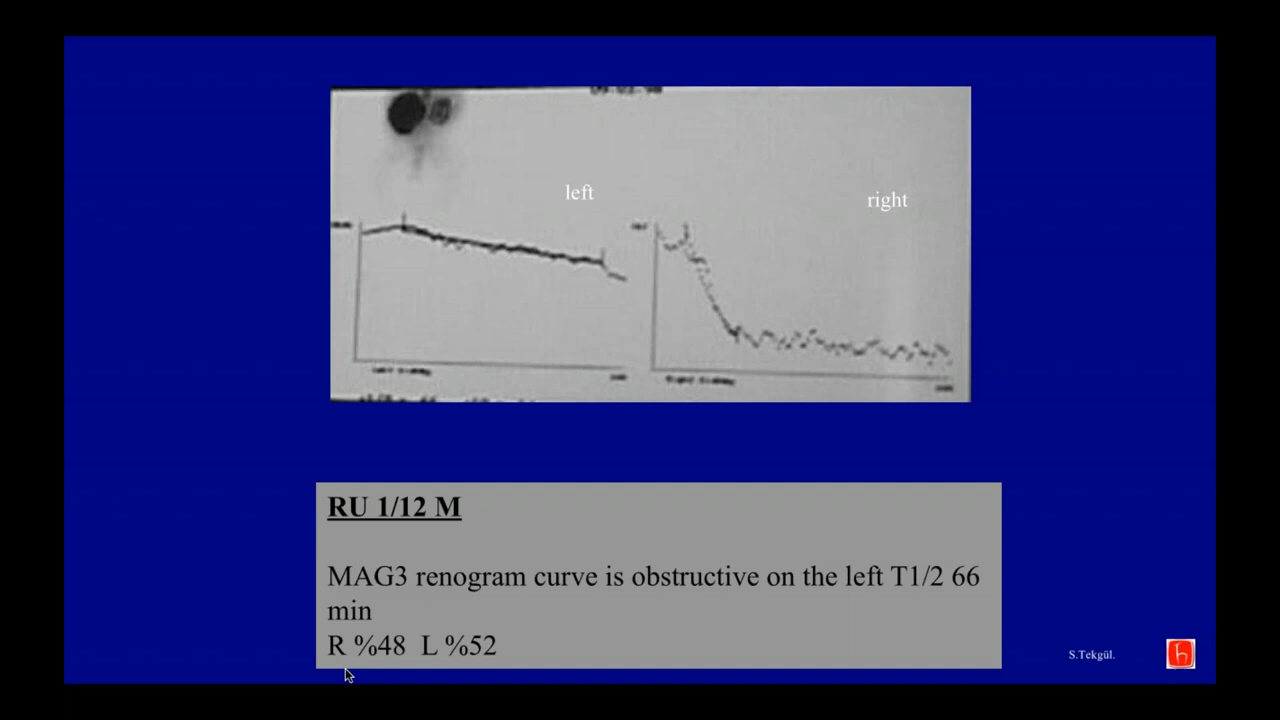 left
right
RU 1/12 M
MAG3 renogram curve is obstructive on the left T1/2 66
min
R %48 L %52
S.Tekgül.